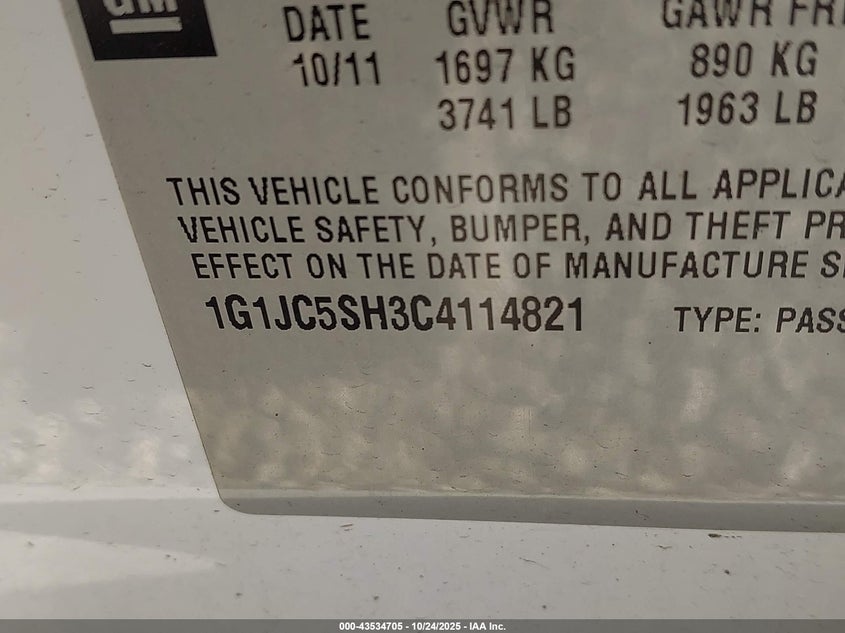 GM
DATE GVWR GAWR FR
10/11 1697 KG 890 KG
3741 LB 1963 LB
THIS VEHICLE CONFORMS TO ALL APPLICA
VEHICLE SAFETY, BUMPER, AND THEFT PR
EFFECT ON THE DATE OF MANUFACTURE S
1G1JC5SH3C4114821 TYPE: PASS
000-43534705 - 10/24/2025 - IAA Inc.